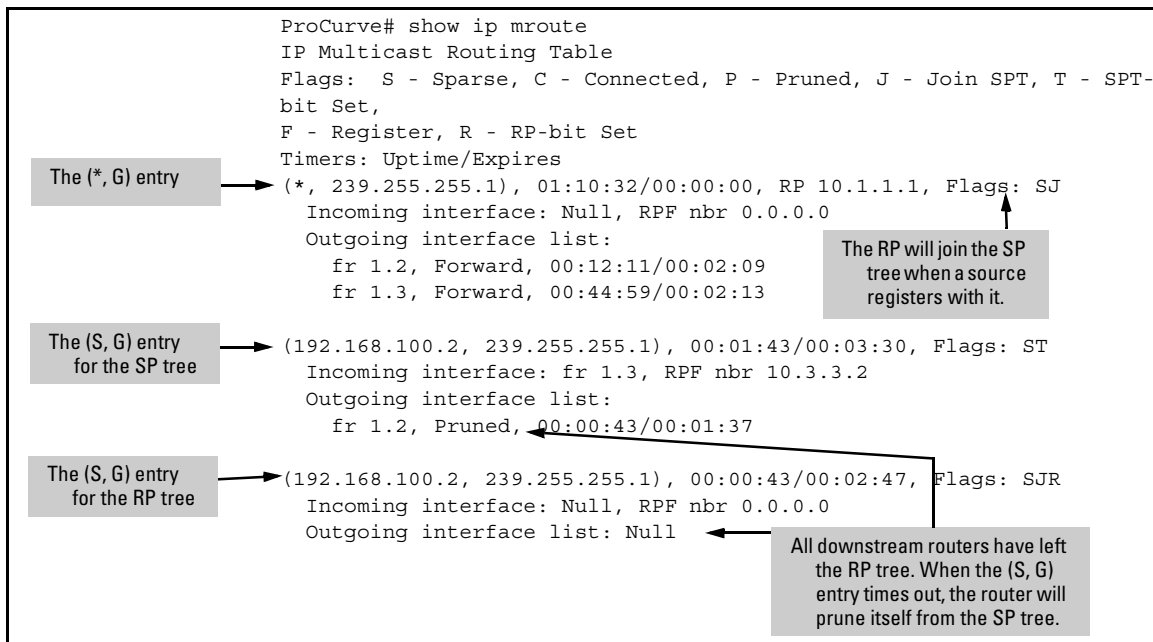 ProCurve# show ip mroute
IP Multicast Routing Table
Flags:  S - Sparse, C - Connected, P - Pruned, J - Join SPT, T - SPT-
bit Set,
F - Register, R - RP-bit Set
Timers: Uptime/Expires
The (*, G) entry
(*, 239.255.255.1), 01:10:32/00:00:00, RP 10.1.1.1, Flags: SJ
Incoming interface: Null, RPF nbr 0.0.0.0
Outgoing interface list:
fr 1.2, Forward, 00:12:11/00:02:09
fr 1.3, Forward, 00:44:59/00:02:13
The RP will join the SP
tree when a source
registers with it.
The (S, G) entry
for the SP tree
(192.168.100.2, 239.255.255.1), 00:01:43/00:03:30, Flags: ST
Incoming interface: fr 1.3, RPF nbr 10.3.3.2
Outgoing interface list:
fr 1.2, Pruned, 00:00:43/00:01:37
The (S, G) entry
for the RP tree
(192.168.100.2, 239.255.255.1), 00:00:43/00:02:47, Flags: SJR
Incoming interface: Null, RPF nbr 0.0.0.0
Outgoing interface list: Null
All downstream routers have left
the RP tree. When the (S, G)
entry times out, the router will
prune itself from the SP tree.